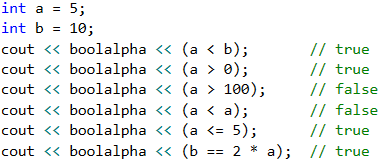 int a = 5;
int b = 10;
cout << boolalpha << (a < b);       // true
cout << boolalpha << (a > 0);       // true
cout << boolalpha << (a > 100);     // false
cout << boolalpha << (a < a);       // false
cout << boolalpha << (a <= 5);      // true
cout << boolalpha << (b == 2 * a);  // true